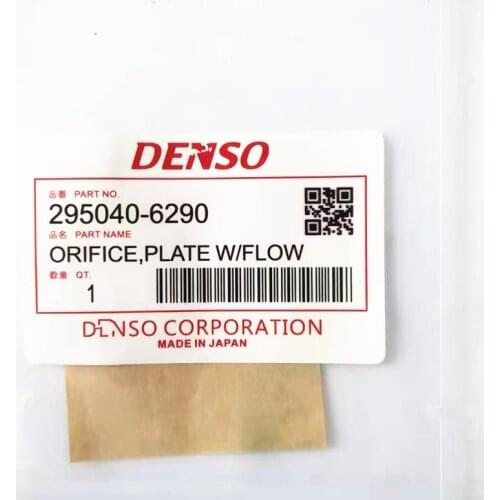 DENSO
品番 PART NO.
295040-6290
品名 PART NAME
ORIFICE,PLATE W/FLOW
数量 QT.
1
DENSO CORPORATION
MADE IN JAPAN